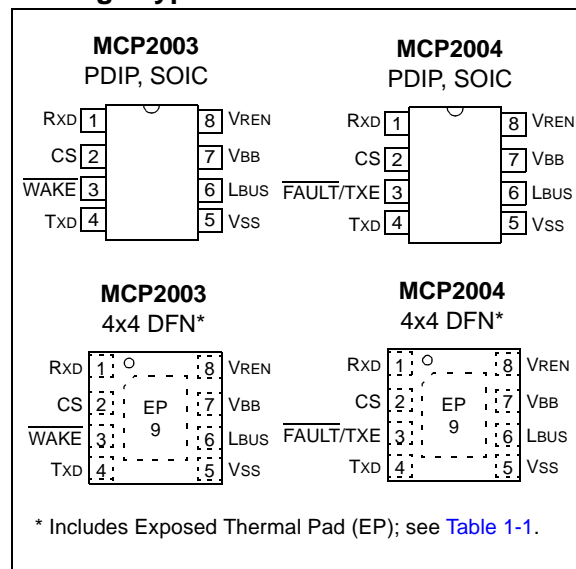 MCP2003
PDIP, SOIC
RXD 1
8 VREN
CS 2
7 VBB
WAKE 3
6 LBUS
TXD 4
5 VSS
MCP2004
PDIP, SOIC
RXD 1
8 VREN
CS 2
7 VBB
FAULT/TXE 3
6 LBUS
TXD 4
5 VSS
MCP2003
4x4 DFN*
RXD 1
8 VREN
CS 2
EP
7 VBB
WAKE 3
9
6 LBUS
TXD 4
5 VSS
MCP2004
4x4 DFN*
RXD 1
8 VREN
CS 2
EP
7 VBB
FAULT/TXE 3
9
6 LBUS
TXD 4
5 VSS
* Includes Exposed Thermal Pad (EP); see Table 1-1.